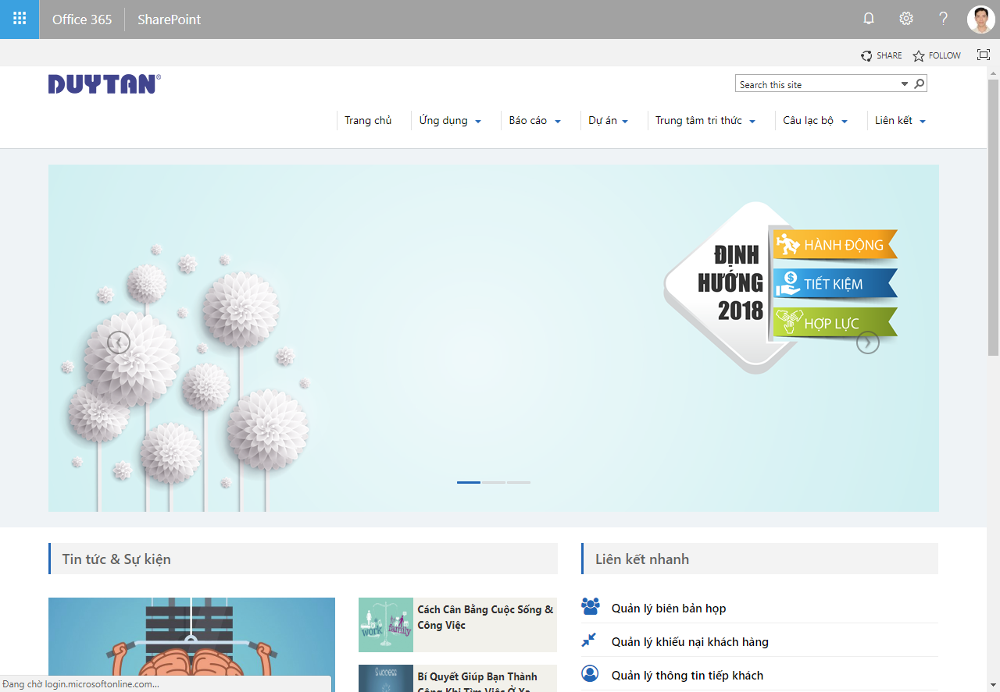 Office 365
SharePoint
SHARE
FOLLOW
DUYTAN®
Search this site
Trang chủ
Ứng dụng
Báo cáo
Dự án
Trung tâm tri thức
Câu lạc bộ
Liên kết
ĐỊNH
HƯỚNG
2018
HÀNH ĐỘNG
TIẾT KIỆM
HỢP LỰC
Tin tức & Sự kiện
Cách Cân Bằng Cuộc Sống &
Công Việc
work
family
Success
Bí Quyết Giúp Bạn Thành
Công Khi Tìm Việc Ở Xa
Liên kết nhanh
Quản lý biên bản họp
Quản lý khiếu nại khách hàng
Quản lý thông tin tiếp khách
Đang chờ login.microsoftonline.com...